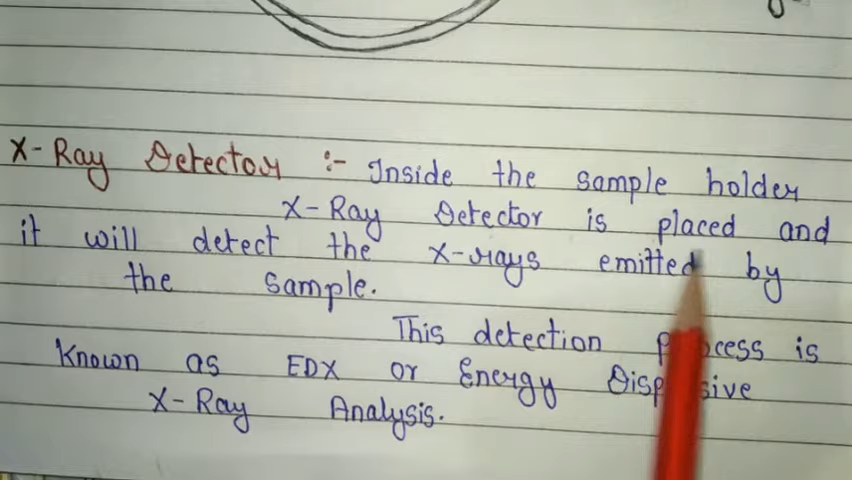 X-Ray Detector :- Inside the sample holder
X-Ray Detector is placed and
it will detect the X-rays emitted by
the sample.
This detection is
Known as EDX or Energy
X-Ray Analysis.